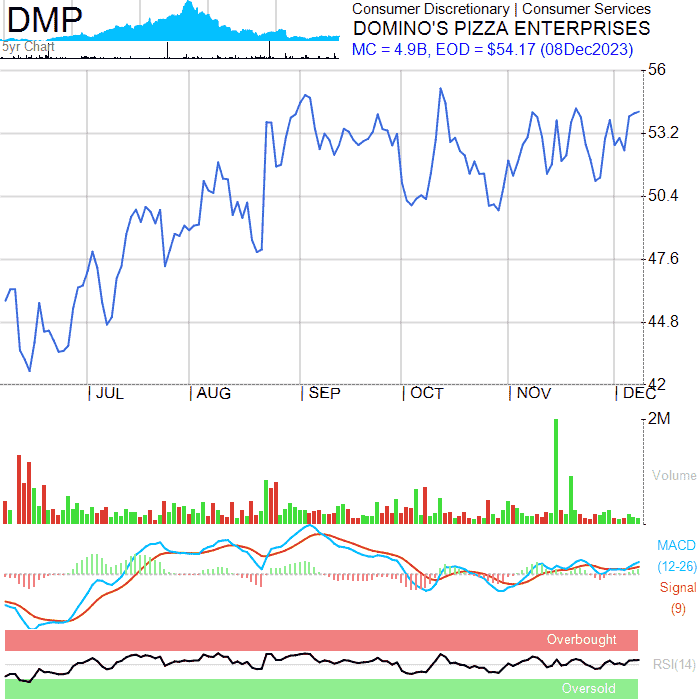 DMP
5yr Chart
Consumer Discretionary | Consumer Services
DOMINO'S PIZZA ENTERPRISES
MC = 4.9B, EOD = $54.17 (08Dec2023)
56
53.2
50.4
47.6
44.8
42
| JUL | AUG | SEP | OCT | NOV | DEC
2M
Volume
MACD
(12-26)
Signal
(9)
Overbought
RSI(14)
Oversold